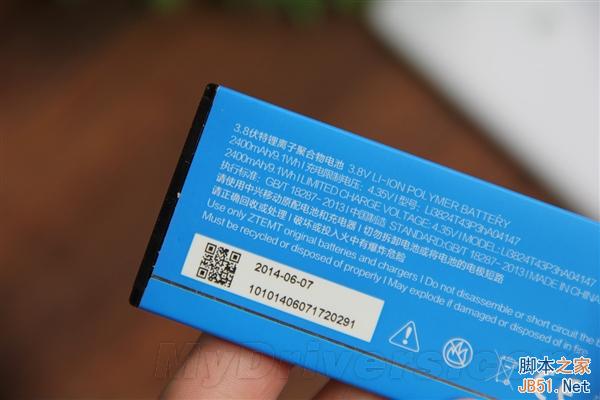 3.8伏特锂离子聚合物电池 3.8V LI-ION POLYMER BATTERY
2400mAh/9.1Wh | 充电限制电压: 4.35V | 型号: Li3824T43P3hA04147
2400mAh/9.1Wh | LIMITED CHARGE VOLTAGE: 4.35V | MODEL: Li3824T43P3hA04147
执行标准: GB/T 18287-2013 | 中国制造 STANDARD:GB/T 18287-2013 | MADE IN CHINA
请使用中兴移动原配电池和充电器 | 切勿拆卸电池或将电池的电极短路
请正确回收处理 | 破坏或投入火中有爆炸危险
Use only ZTEMT original batteries and chargers | Do not disassemble or short circuit the b
Must be recycled or disposed of properly | May explode if damaged or disposed of in fire
2014-06-07
10101406071720291
MyDrivers.c
脚本之家
JB51.Net